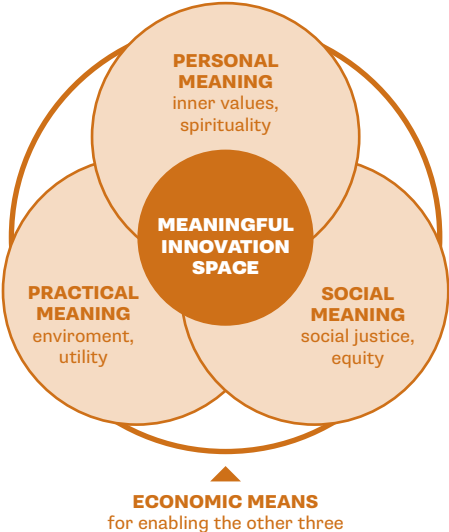 PERSONAL
MEANING
inner values,
spirituality
MEANINGFUL
INNOVATION
SPACE
PRACTICAL
MEANING
enviroment,
utility
SOCIAL
MEANING
social justice,
equity
ECONOMIC MEANS
for enabling the other three